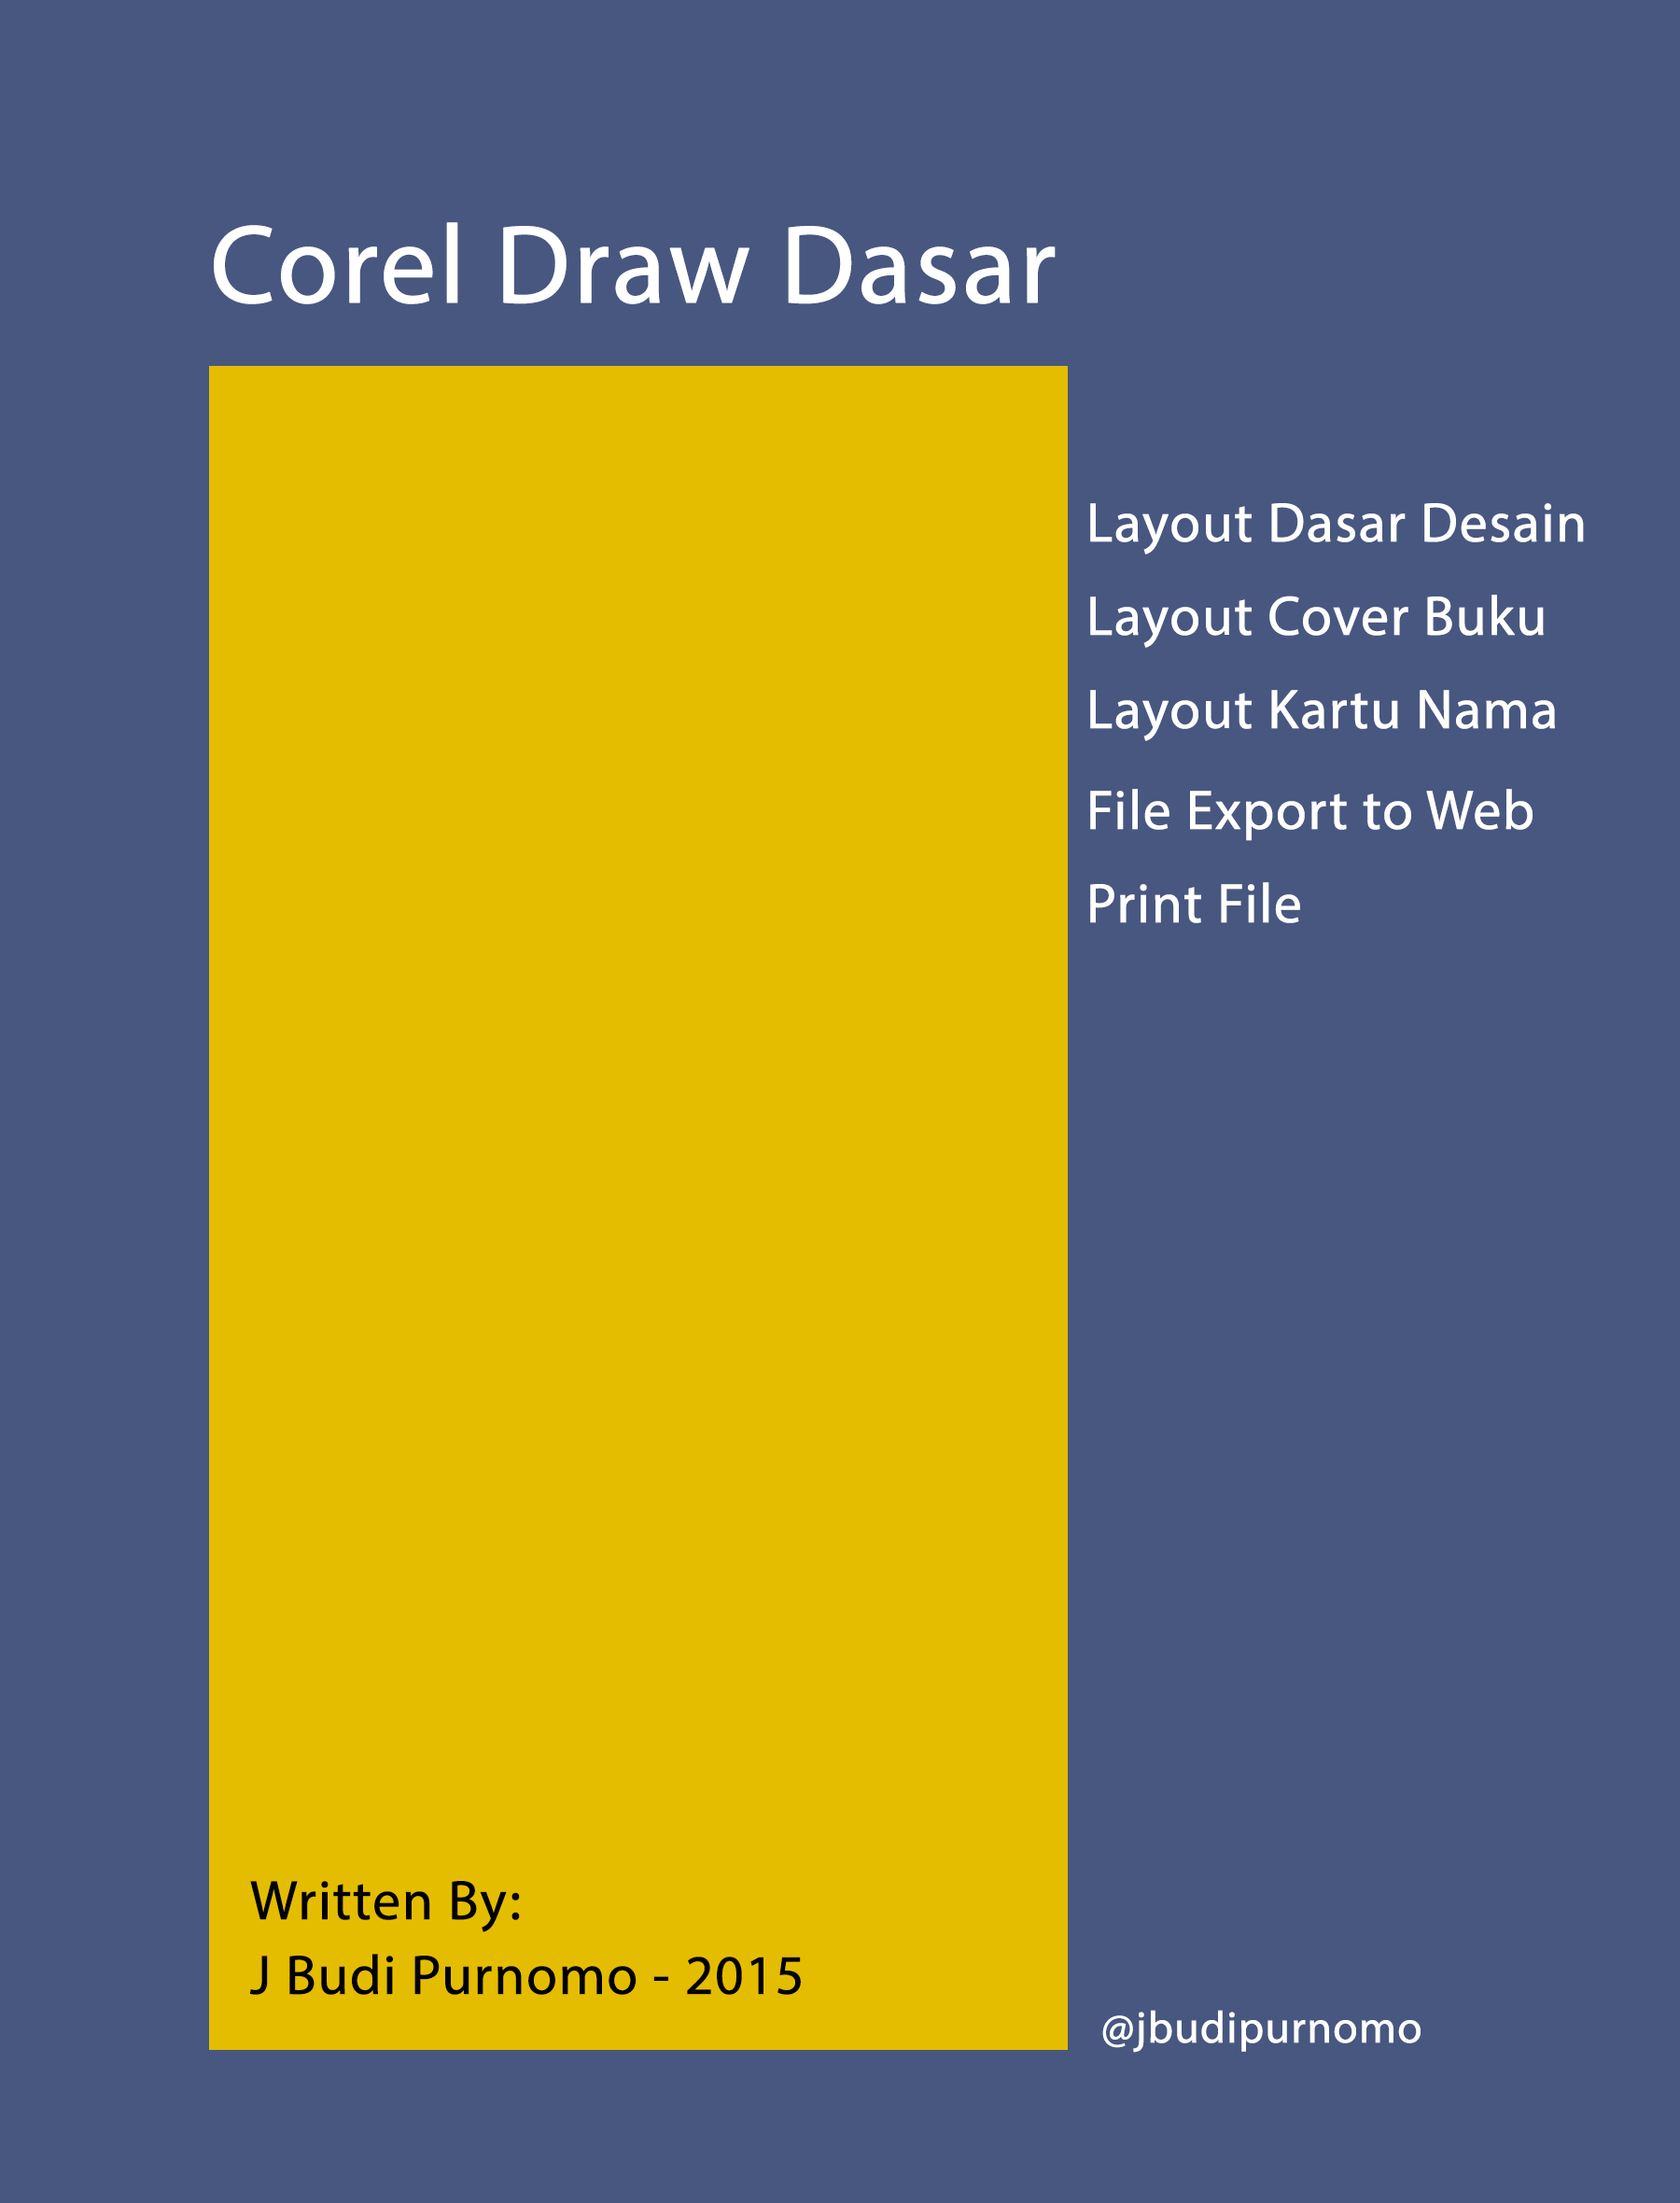 Corel Draw Dasar
Layout Dasar Desain
Layout Cover Buku
Layout Kartu Nama
File Export to Web
Print File
Written By:
J Budi Purnomo - 2015
@jbudipurnomo